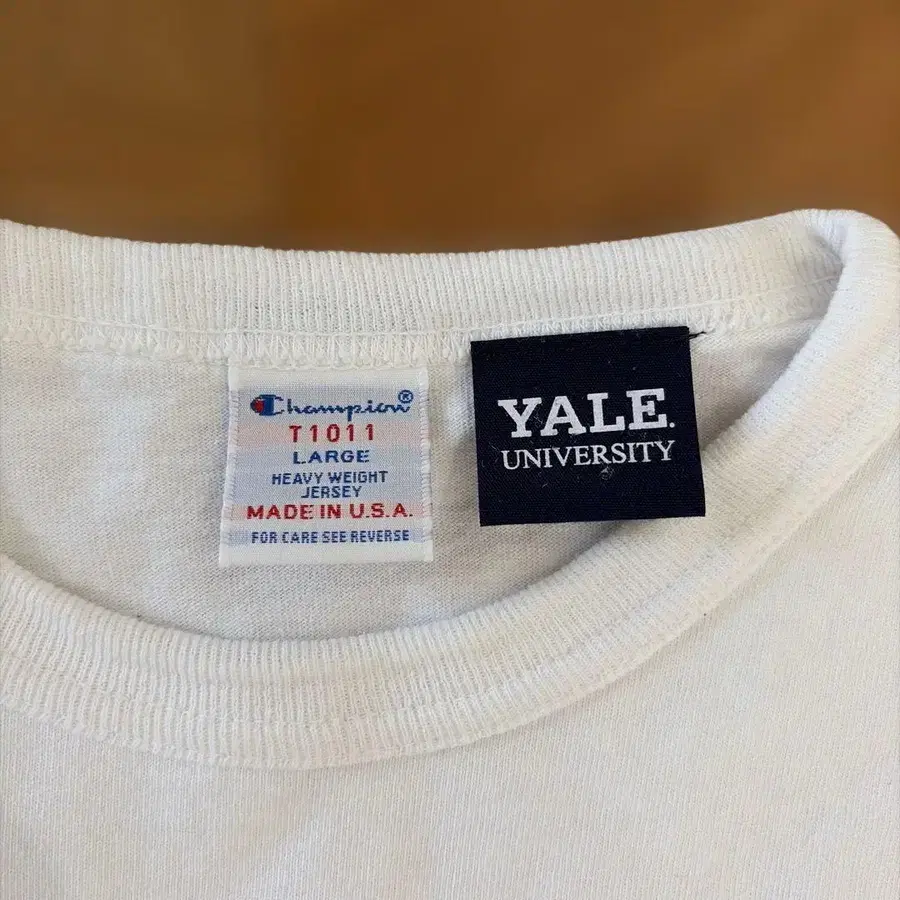 Champion®
T1011
LARGE
HEAVY WEIGHT
JERSEY
MADE IN U.S.A.
FOR CARE SEE REVERSE
YALE.
UNIVERSITY